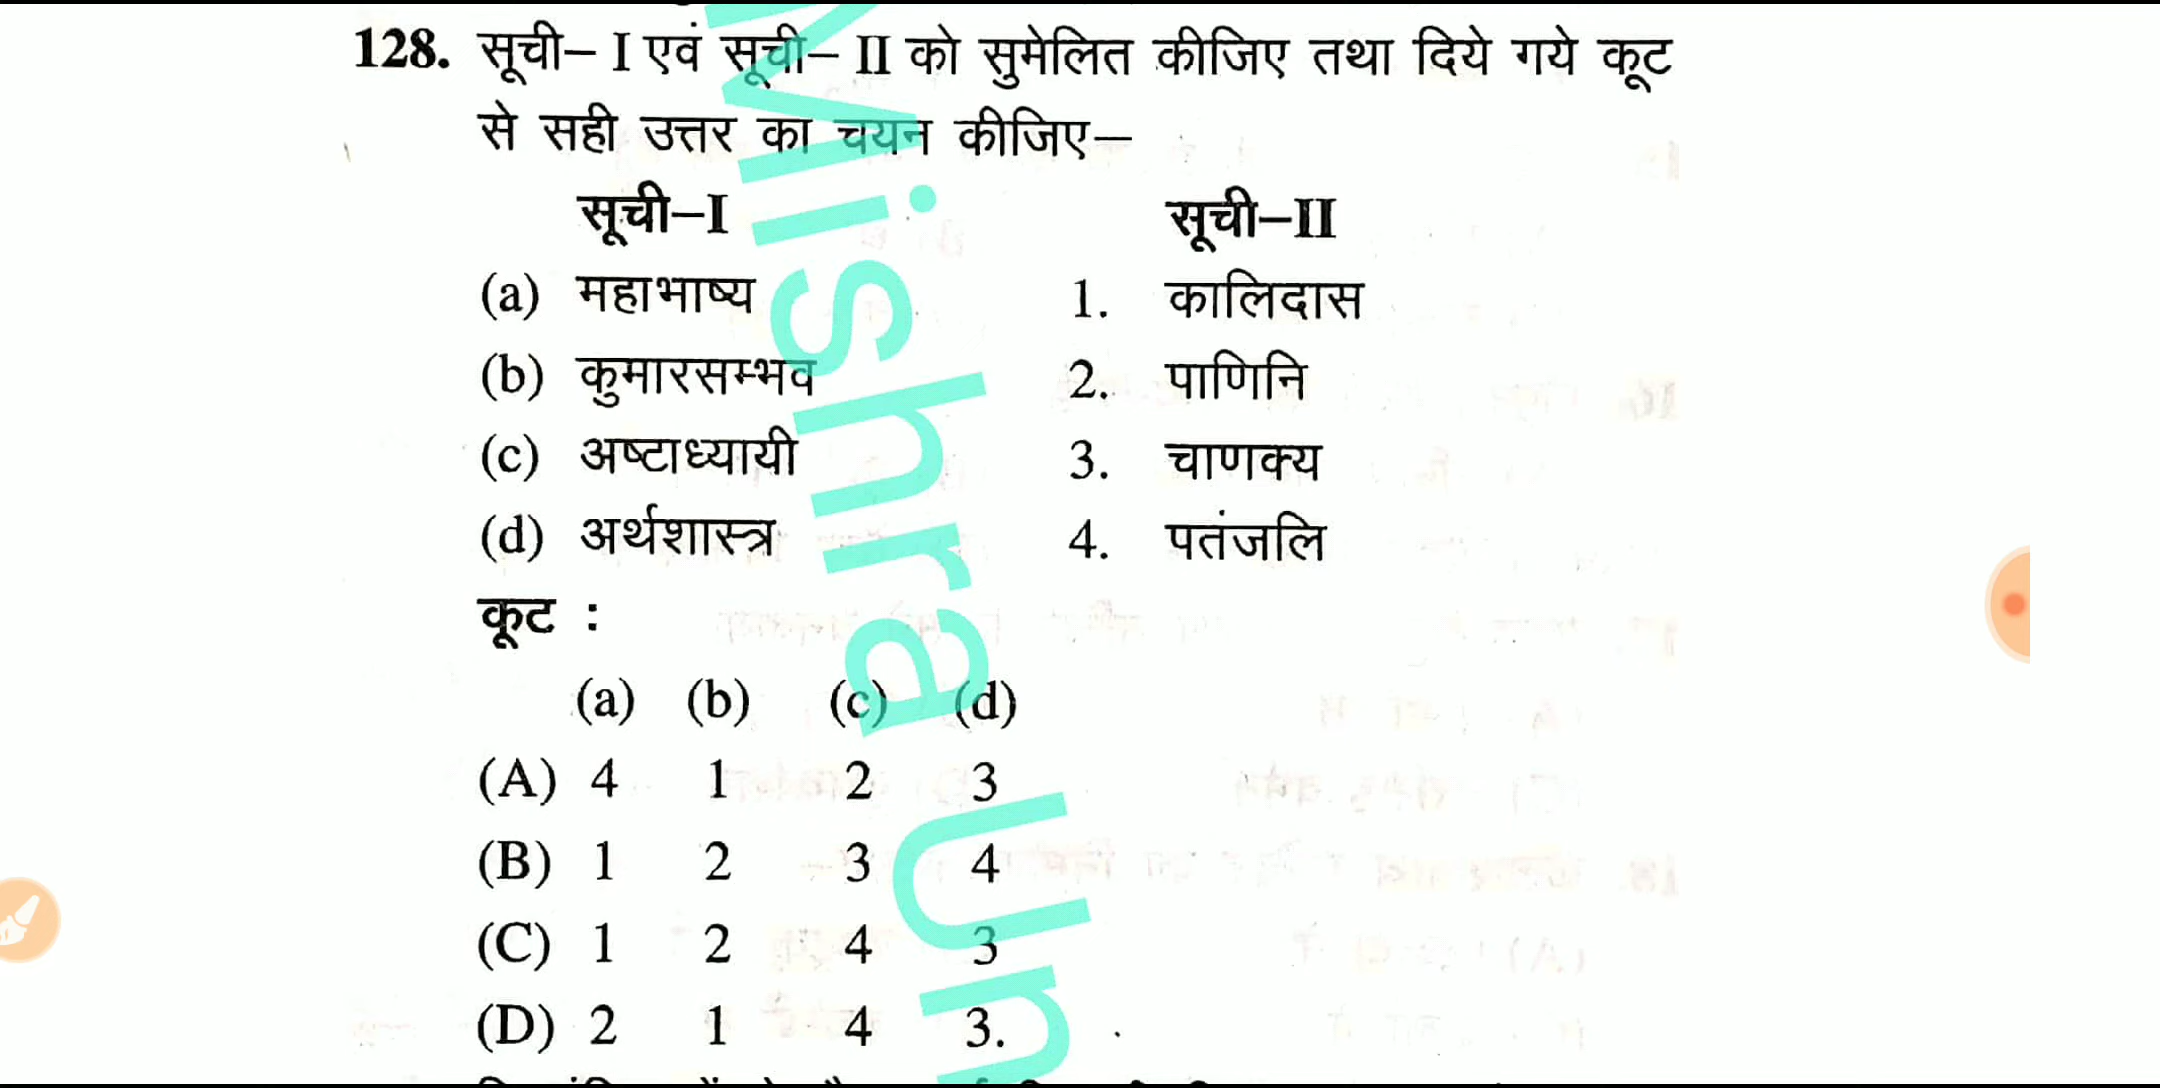 128. सूची– I एवं सूची– II को सुमेलित कीजिए तथा दिये गये कूट
से सही उत्तर का चयन कीजिए–
सूची–I सूची–II
(a) महाभाष्य 1. कालिदास
(b) कुमारसम्भव 2. पाणिनि
(c) अष्टाध्यायी 3. चाणक्य
(d) अर्थशास्त्र 4. पतंजलि
कूट :
(a) (b) (c) (d)
(A) 4 1 2 3
(B) 1 2 3 4
(C) 1 2 4 3
(D) 2 1 4 3.
Mishra Un